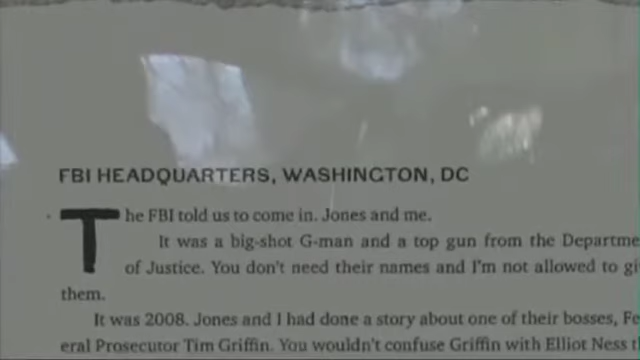 FBI HEADQUARTERS, WASHINGTON, DC
The FBI told us to come in. Jones and me.
It was a big-shot G-man and a top gun from the Departme
of Justice. You don't need their names and I'm not allowed to gi
them.
It was 2008. Jones and I had done a story about one of their bosses, Fe
eral Prosecutor Tim Griffin. You wouldn't confuse Griffin with Elliot Ness t